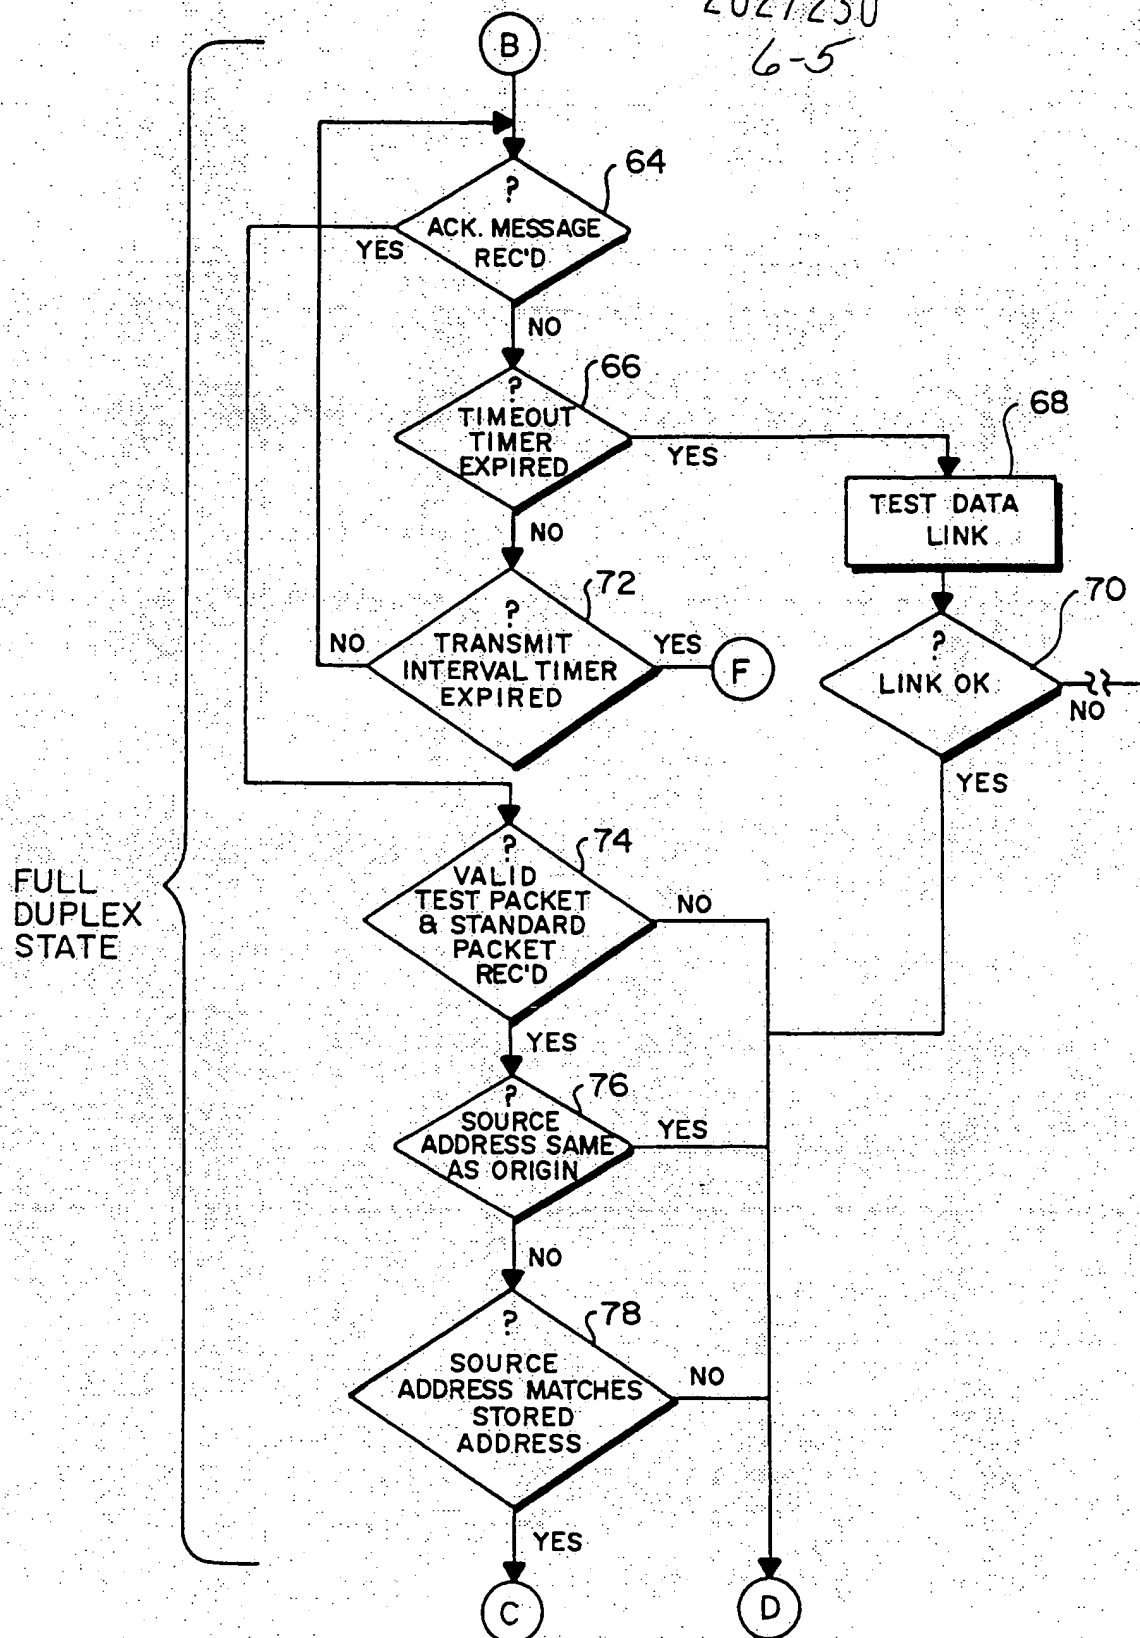 2027230
6-5
B
64
?
ACK. MESSAGE
REC'D
YES
NO
66
?
TIMEOUT
TIMER
EXPIRED
YES
NO
68
TEST DATA
LINK
70
?
LINK OK
NO
YES
72
?
TRANSMIT
INTERVAL TIMER
EXPIRED
NO
YES
F
74
?
VALID
TEST PACKET
& STANDARD
PACKET
REC'D
NO
YES
FULL
DUPLEX
STATE
76
?
SOURCE
ADDRESS SAME
AS ORIGIN
YES
NO
78
?
SOURCE
ADDRESS MATCHES
STORED
ADDRESS
NO
YES
C
D